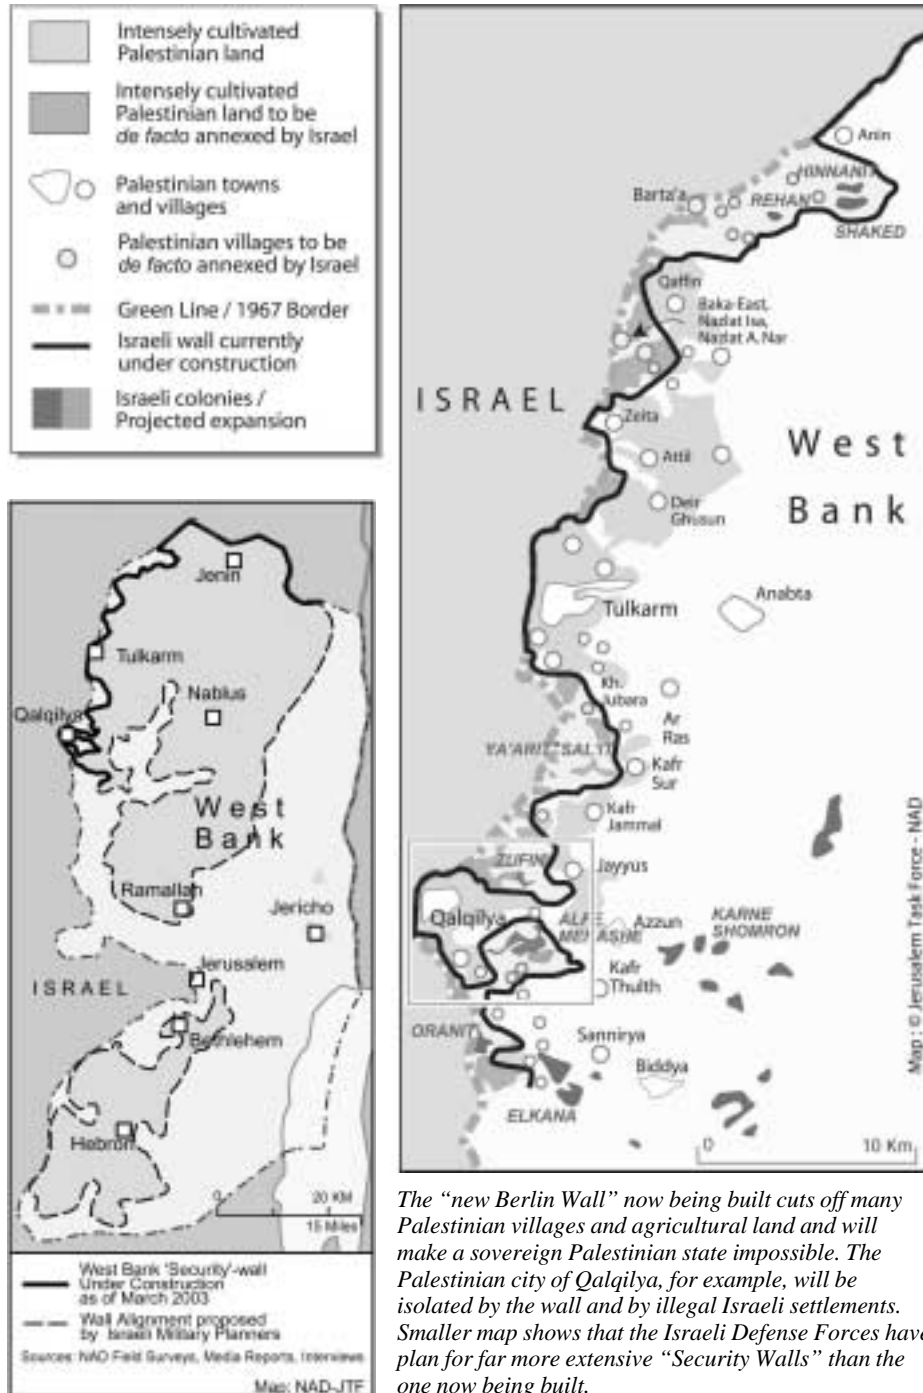 Intensely cultivated
Palestinian land
Intensely cultivated
Palestinian land to be
de facto annexed by Israel
Palestinian towns
and villages
Palestinian villages to be
de facto annexed by Israel
Green Line / 1967 Border
Israeli wall currently
under construction
Israeli colonies /
Projected expansion
Jenin
Tulkarm
Nablus
Qalqilya
West
Bank
Ramallah
Jericho
Jerusalem
ISRAEL
Bethlehem
Hebron
0
20 KM
15 Miles
West Bank 'Security'-wall
Under Construction
as of March 2003
Wall Alignment proposed
by Israeli Military Planners
Sources: NAD Field Surveys, Media Reports, Interviews
Map: NAD-JTF
Anin
HINNANIT
Barta'a
REHAN
SHAKED
Qaffin
Baka-East,
Nazlat Isa,
Nazlat A. Nar
ISRAEL
Zeita
West
Bank
Attil
Deir
Ghusun
Anabta
Tulkarm
Kh.
Jubara
Ar
Ras
YA'ARIT SAL'IT
Kafr
Sur
Kafr
Jammal
ZUFIN
Jayyus
Qalqilya
ALFE
MENASHE
Azzun
KARNE
SHOMRON
Kafr
Thulth
ORANIT
Sannirya
Biddya
ELKANA
0
10 Km
Map : © Jerusalem Task Force - NAD
The “new Berlin Wall” now being built cuts off many
Palestinian villages and agricultural land and will
make a sovereign Palestinian state impossible. The
Palestinian city of Qalqilya, for example, will be
isolated by the wall and by illegal Israeli settlements.
Smaller map shows that the Israeli Defense Forces have
plan for far more extensive “Security Walls” than the
one now being built.